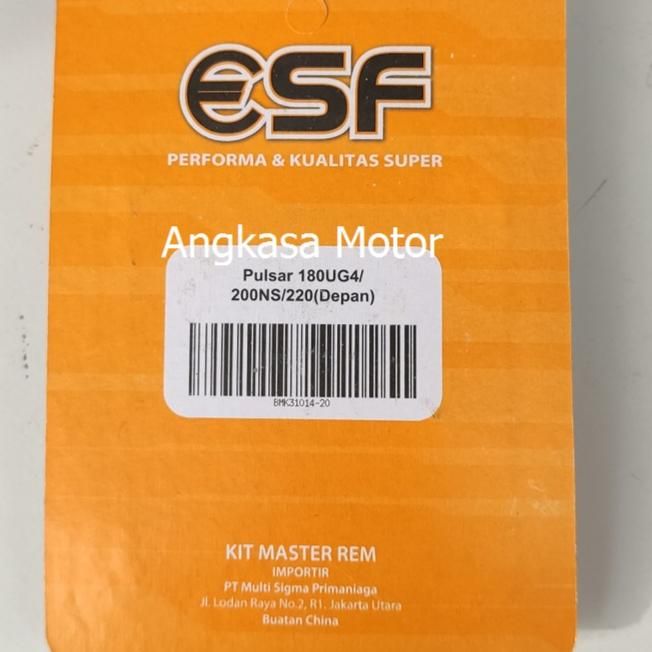 eSF
PERFORMA & KUALITAS SUPER
Angkasa Motor
Pulsar 180UG4/
200NS/220(Depan)
BMK31014-20
KIT MASTER REM
IMPORTIR
PT Multi Sigma Primaniaga
Jl. Lodan Raya No.2, R1. Jakarta Utara
Buatan China